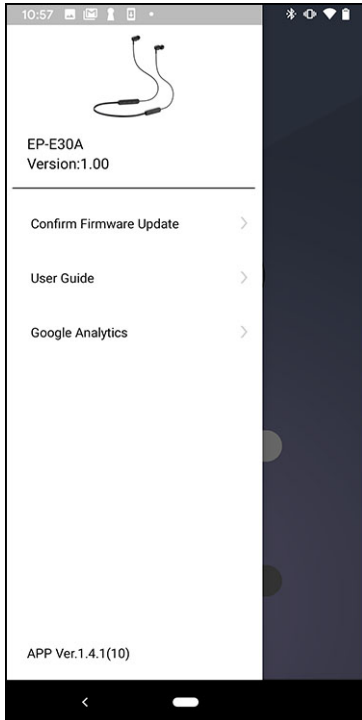 10:57
EP-E30A
Version:1.00
Confirm Firmware Update
User Guide
Google Analytics
APP Ver.1.4.1(10)